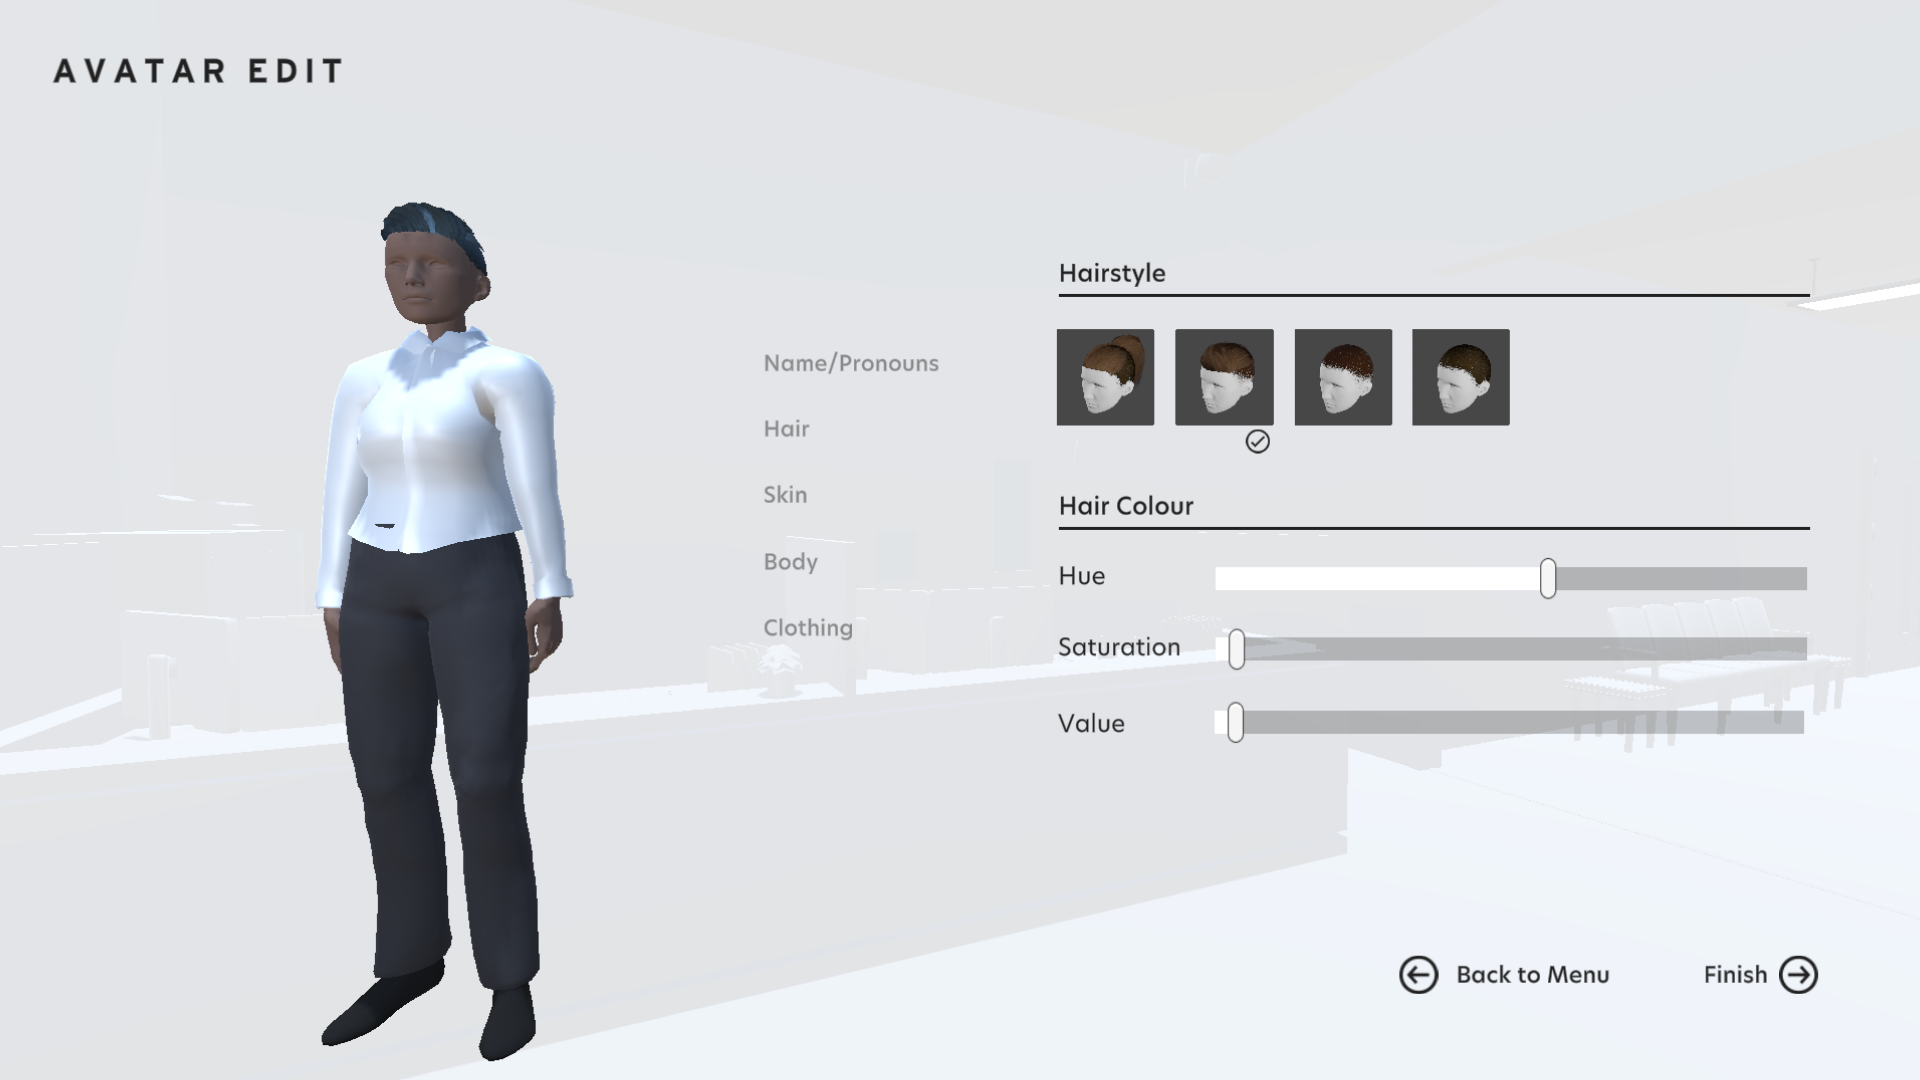 AVATAR EDIT
Name/Pronouns
Hair
Skin
Body
Clothing
Hairstyle
Hair Colour
Hue
Saturation
Value
Back to Menu
Finish